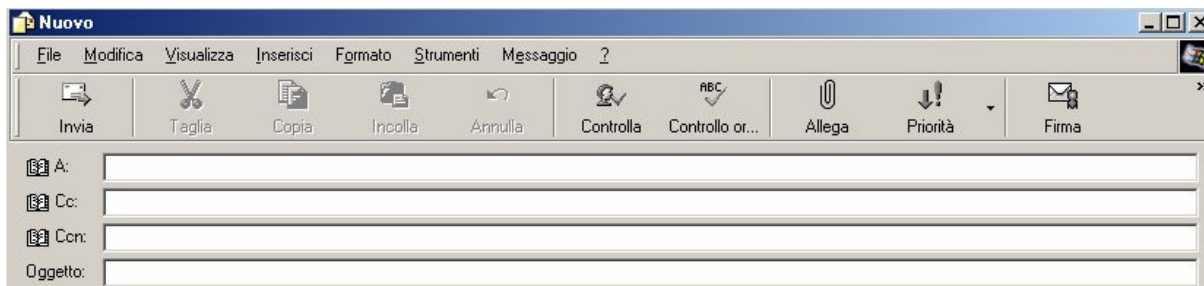 Nuovo
File Modifica Visualizza Inserisci Formato Strumenti Messaggio ?
ABC
Invia Taglia Copia Incolla Annulla Controlla Controllo or... Allega Priorità Firma
A:
Cc:
Ccn:
Oggetto: